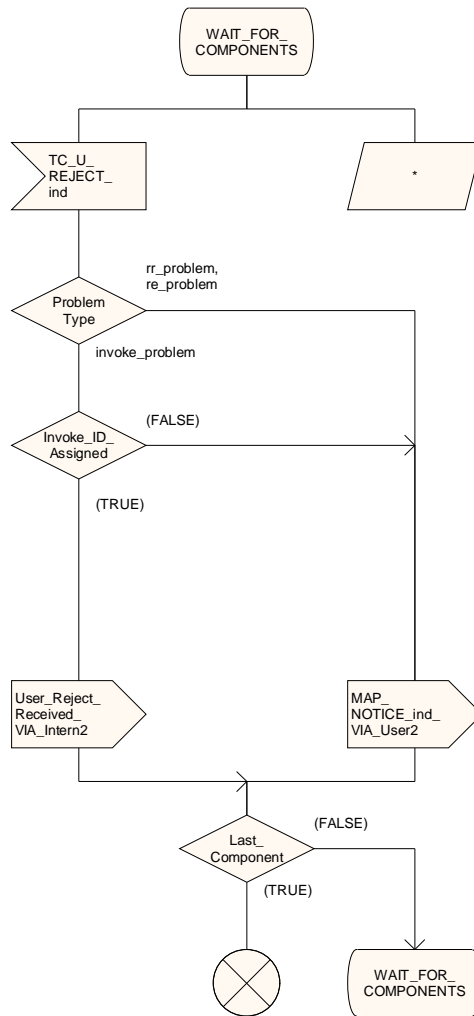 WAIT_FOR_
COMPONENTS
TC_U_
REJECT_
ind
*
rr_problem,
re_problem
Problem
Type
invoke_problem
(FALSE)
Invoke_ID_
Assigned
(TRUE)
User_Reject_
Received_
VIA_Intern2
MAP_
NOTICE_ind_
VIA_User2
(FALSE)
Last_
Component
(TRUE)
WAIT_FOR_
COMPONENTS